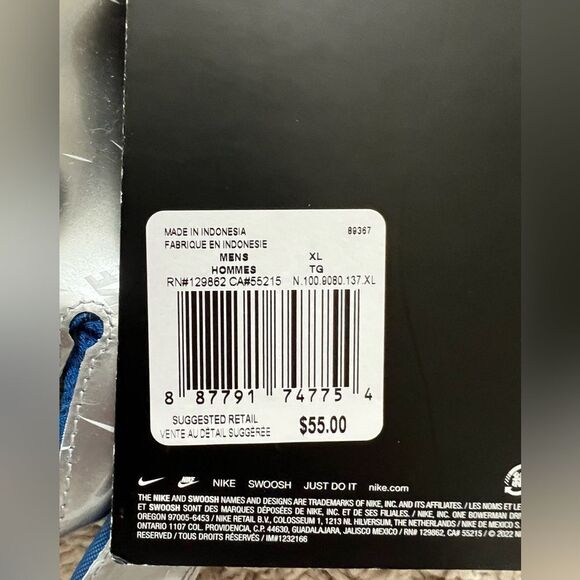 MADE IN INDONESIA 89367
FABRIQUE EN INDONESIE
MENS XL
HOMMES TG
RN#129862 CA#55215 N.100.9080.137.XL
8 87791 74775 4
SUGGESTED RETAIL
VENTE AU DÉTAIL SUGGÉRÉE $55.00
NIKE SWOOSH JUST DO IT nike.com
THE NIKE AND SWOOSH NAMES AND DESIGNS ARE TRADEMARKS OF NIKE, INC. AND ITS AFFILIATES. / LES NOMS ET LE
ET SWOOSH SONT DES MARQUES DÉPOSÉES DE NIKE, INC. ET DE SES FILIALES. / NIKE, INC. ONE BOWERMAN DR
OREGON 97005-6453 / NIKE RETAIL B.V., COLOSSEUM 1, 1213 NL HILVERSUM, THE NETHERLANDS / NIKE DE MEXICO S.
ONTARIO 1107 COL. PROVIDENCIA, C.P. 44630, GUADALAJARA, JALISCO MEXICO / RN# 129862, CA# 55215 / © 2022 NI
RESERVED / TOUS DROITS RÉSERVÉS / IM#1232166